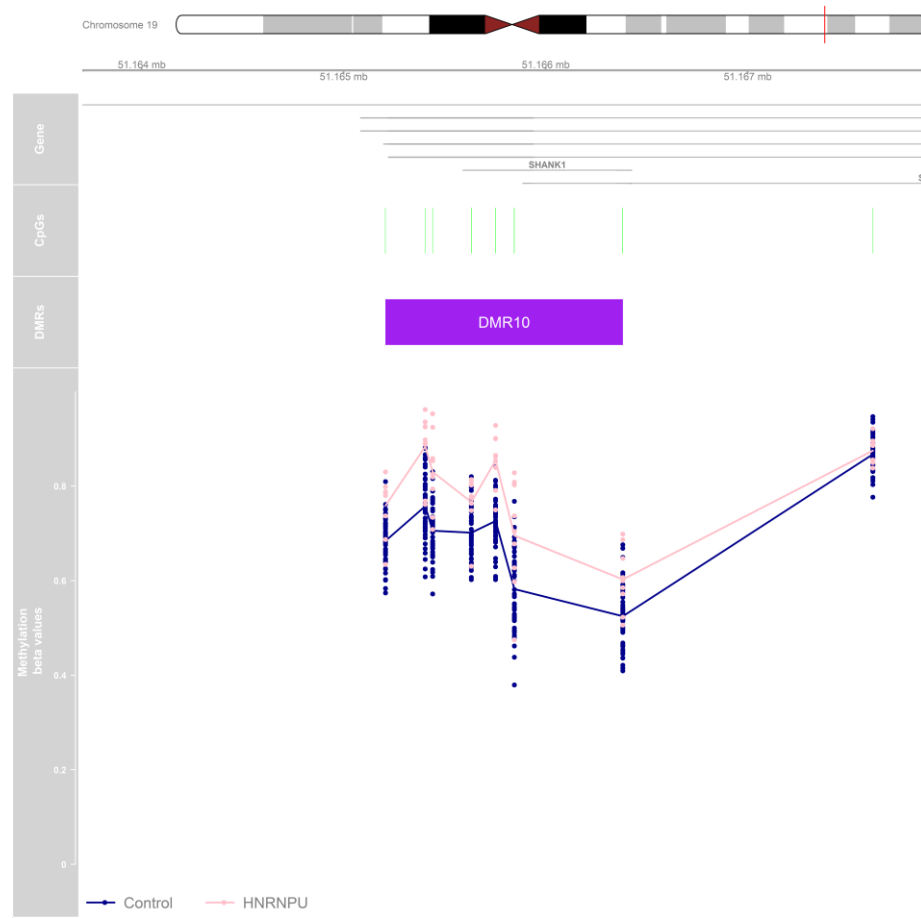 Chromosome 19
51.164 mb
51.166 mb
51.165 mb
51.167 mb
Gene
SHANK1
S
CpGs
DMRs
DMR10
Methylation
beta values
0.8
0.6
0.4
0.2
0
Control
HNRNPU